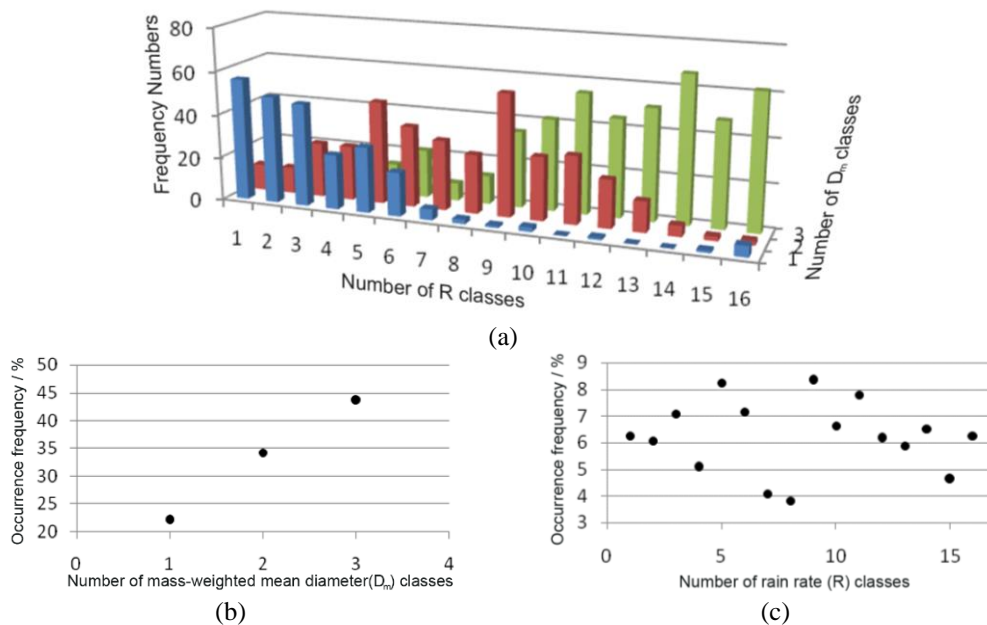 80
60
40
20
0
Frequency Numbers
1 2 3 4 5 6 7 8 9 10 11 12 13 14 15 16
Number of R classes
3
2
1
Number of Dm classes
(a)
50
45
40
35
30
25
20
Occurrence frequency / %
0 1 2 3 4
Number of mass-weighted mean diameter(Dm) classes
(b)
9
8
7
6
5
4
3
Occurrence frequency / %
0 5 10 15
Number of rain rate (R) classes
(c)